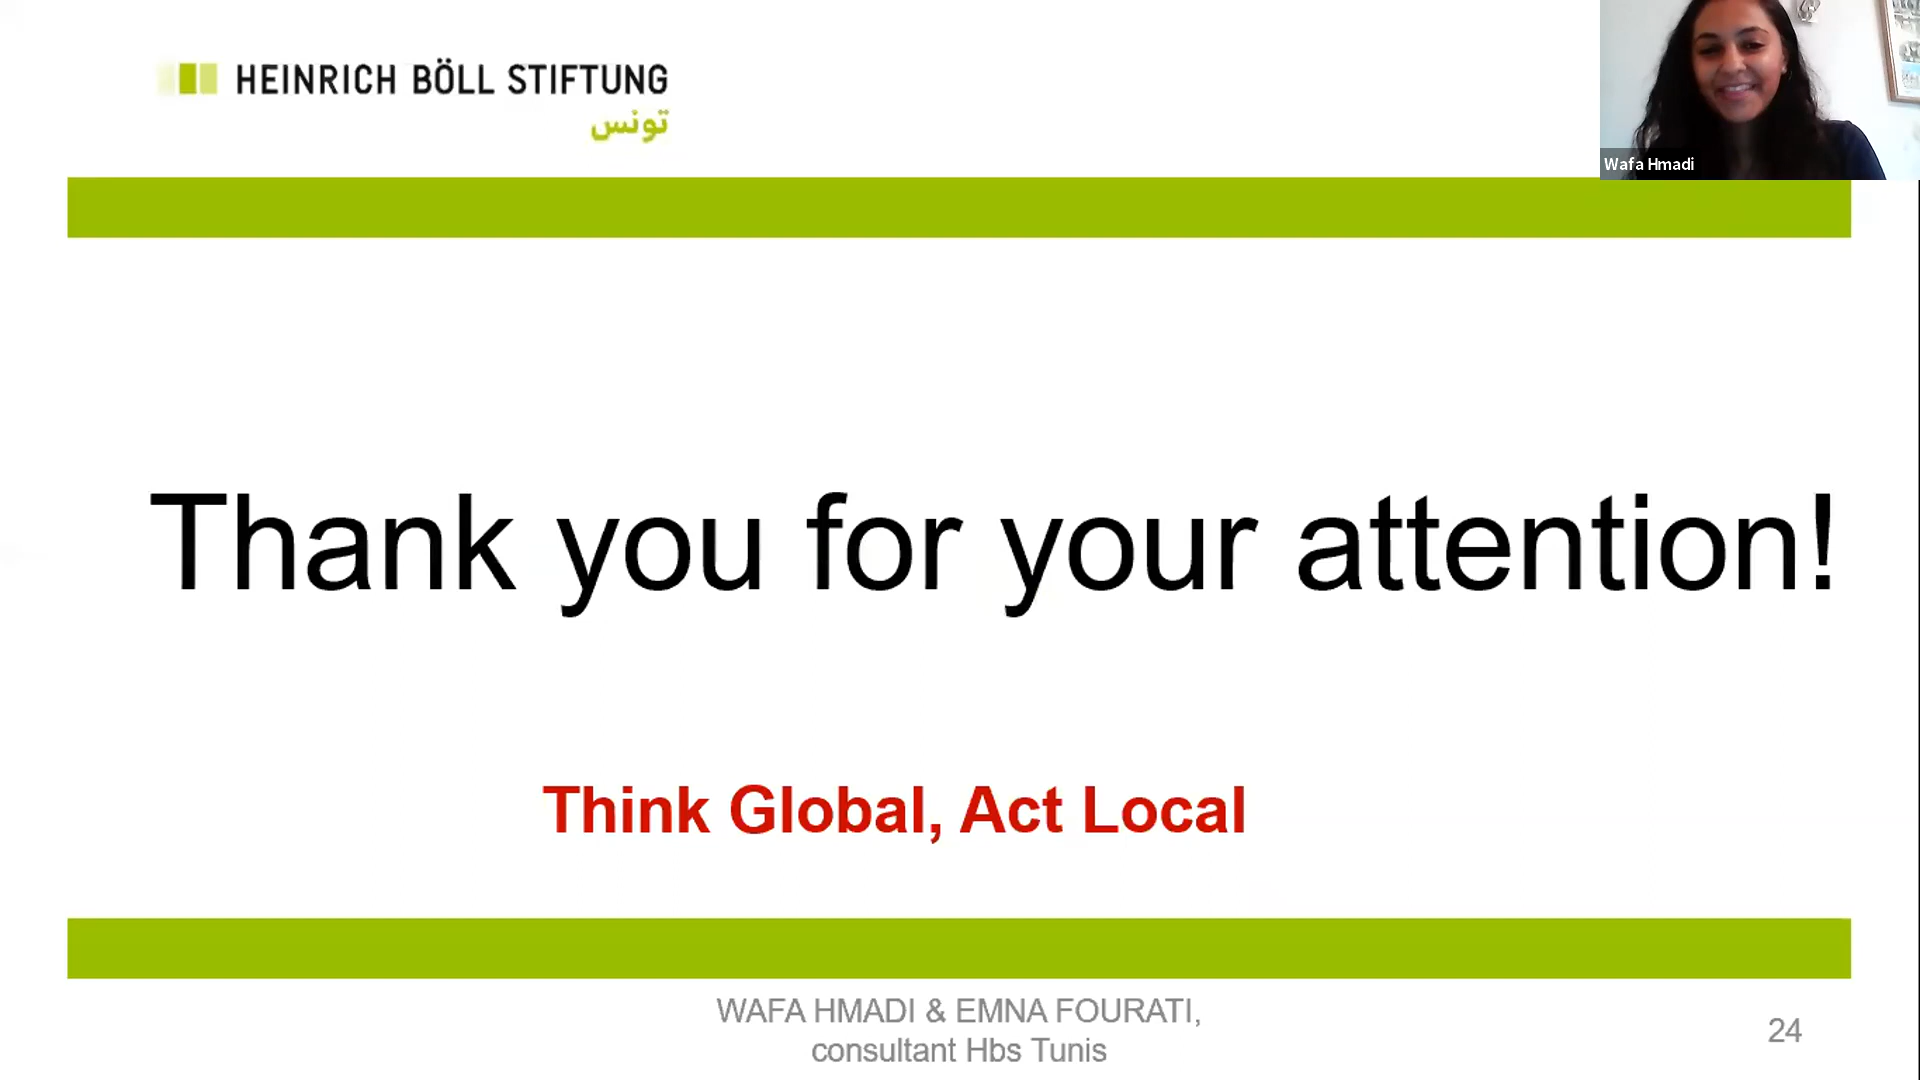 HEINRICH BÖLL STIFTUNG
تونس
Wafa Hmadi
Thank you for your attention!
Think Global, Act Local
WAFA HMADI & EMNA FOURATI,
consultant Hbs Tunis
24